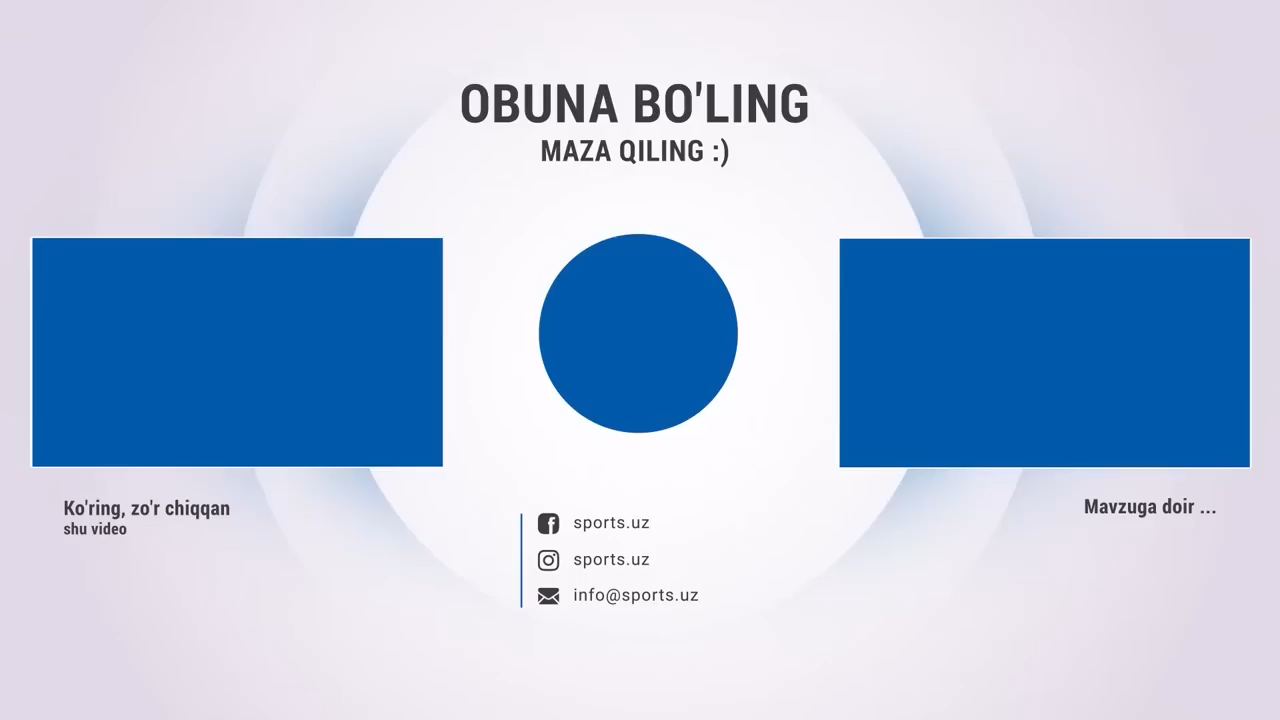 OBUNA BO'LING
MAZA QILING :)
Ko'ring, zo'r chiqqan
shu video
Mavzuga doir ...
sports.uz
sports.uz
info@sports.uz